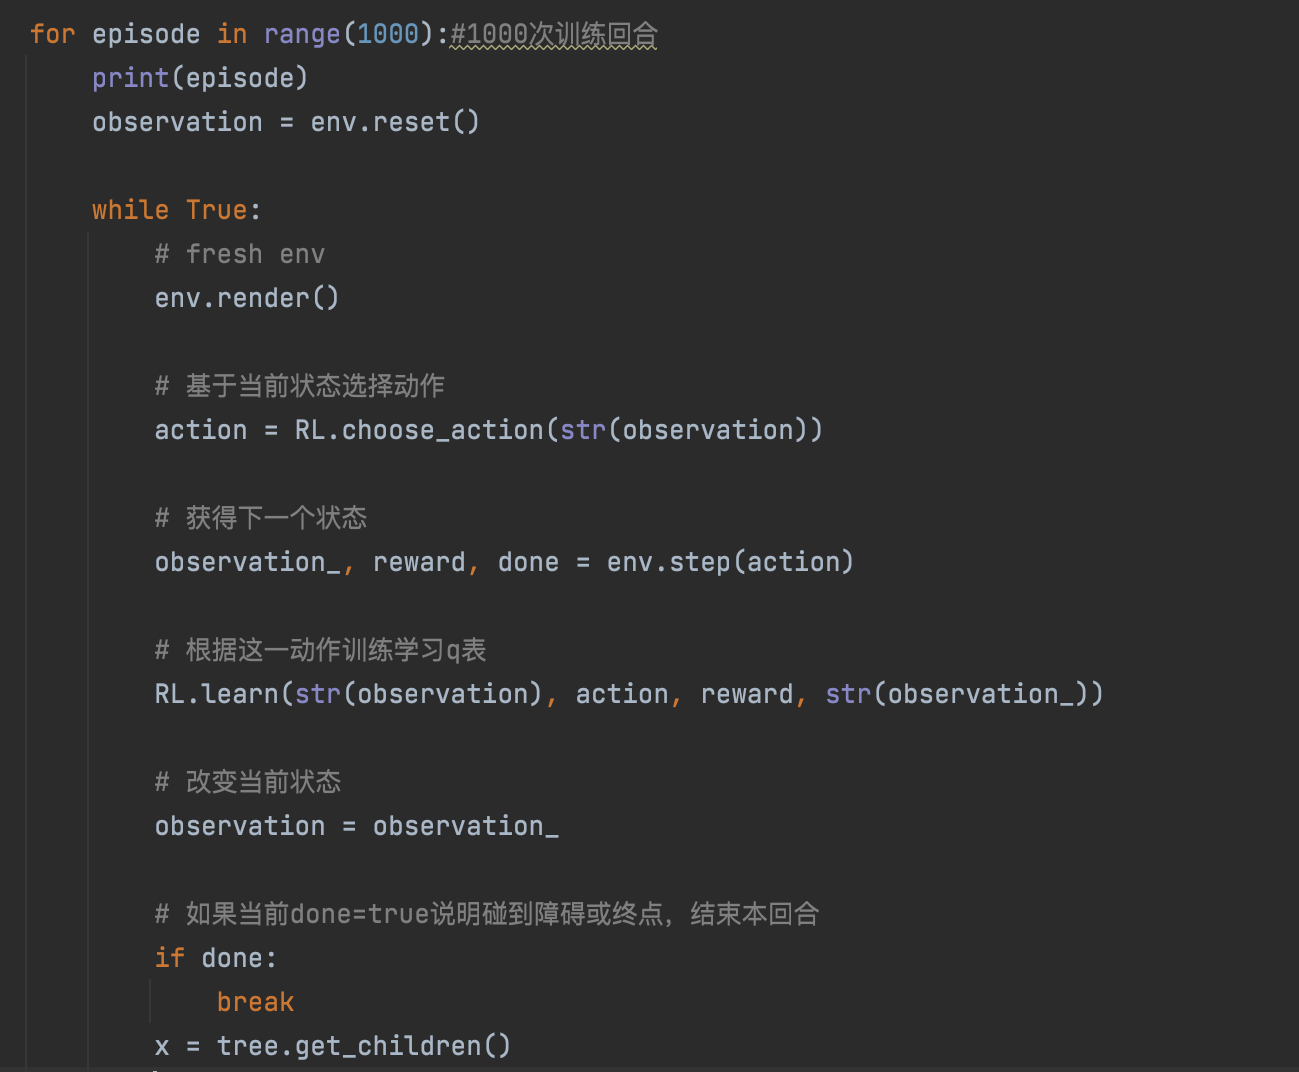 for episode in range(1000):#1000次训练回合
    print(episode)
    observation = env.reset()

    while True:
        # fresh env
        env.render()

        # 基于当前状态选择动作
        action = RL.choose_action(str(observation))

        # 获得下一个状态
        observation_, reward, done = env.step(action)

        # 根据这一动作训练学习q表
        RL.learn(str(observation), action, reward, str(observation_))

        # 改变当前状态
        observation = observation_

        # 如果当前done=true说明碰到障碍或终点，结束本回合
        if done:
            break
        x = tree.get_children()